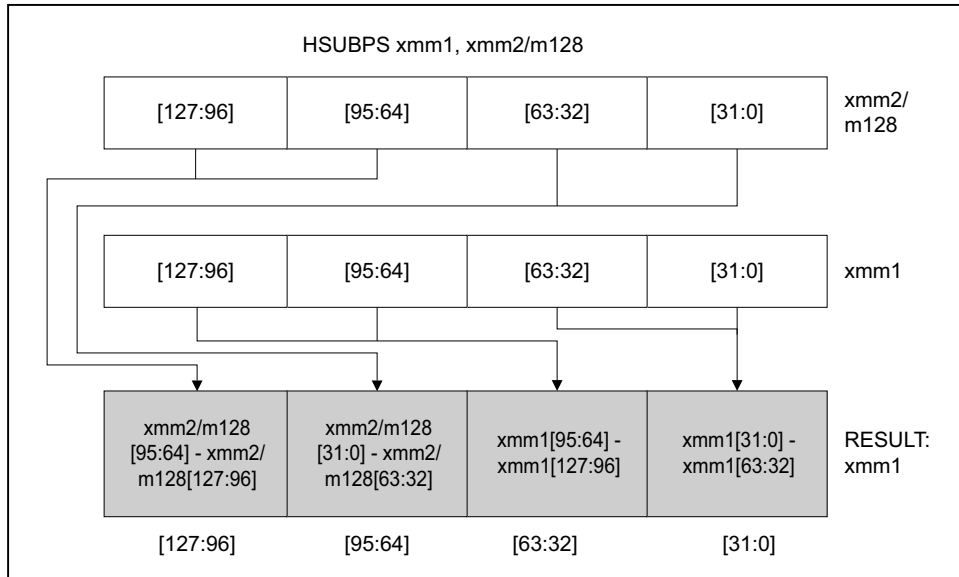 HSUBPS xmm1, xmm2/m128
[127:96] [95:64] [63:32] [31:0] xmm2/
m128
[127:96] [95:64] [63:32] [31:0] xmm1
xmm2/m128
[95:64] - xmm2/
m128[127:96]
xmm2/m128
[31:0] - xmm2/
m128[63:32]
xmm1[95:64] -
xmm1[127:96]
xmm1[31:0] -
xmm1[63:32]
RESULT:
xmm1
[127:96] [95:64] [63:32] [31:0]